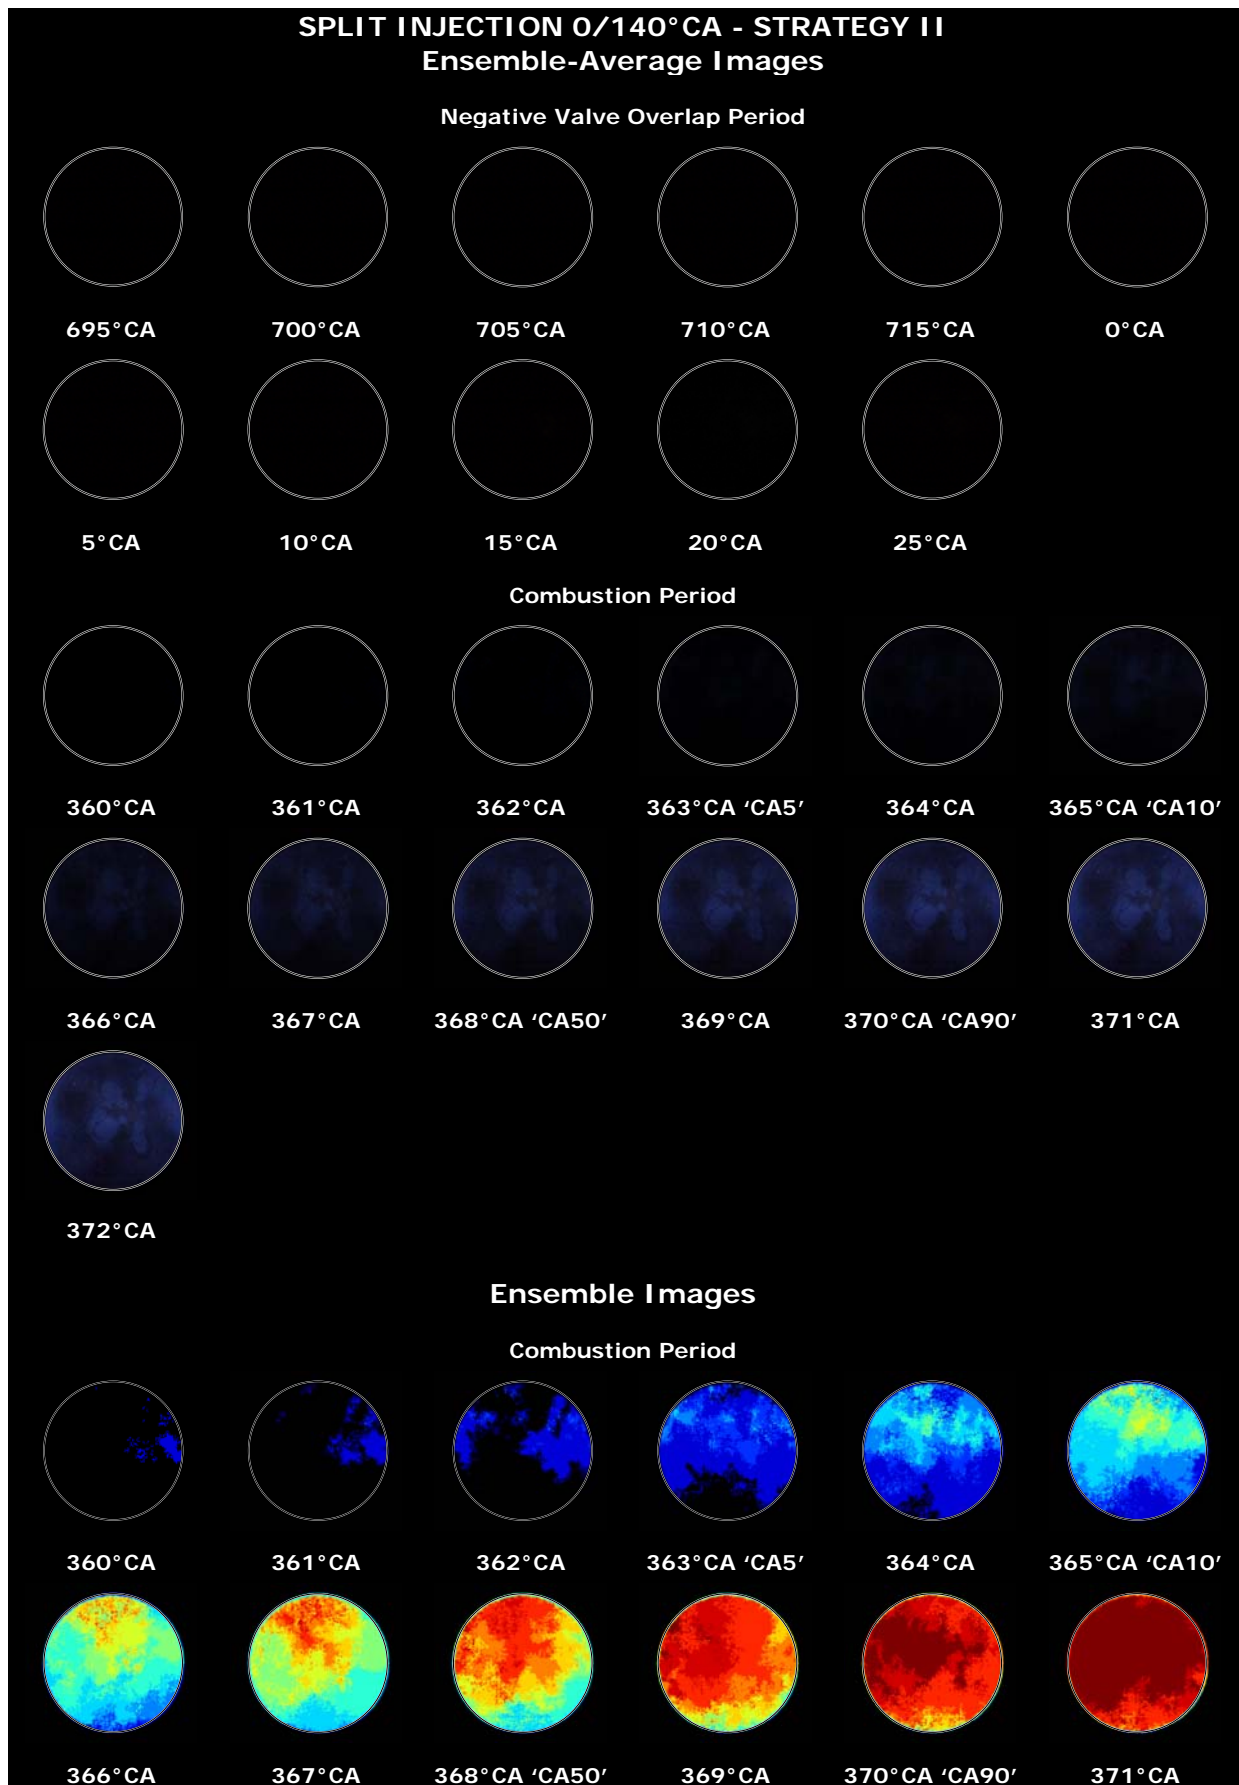 SPLIT INJECTION 0/140°CA - STRATEGY II
Ensemble-Average Images
Negative Valve Overlap Period
695°CA 700°CA 705°CA 710°CA 715°CA 0°CA
5°CA 10°CA 15°CA 20°CA 25°CA
Combustion Period
360°CA 361°CA 362°CA 363°CA ‘CA5’ 364°CA 365°CA ‘CA10’
366°CA 367°CA 368°CA ‘CA50’ 369°CA 370°CA ‘CA90’ 371°CA
372°CA
Ensemble Images
Combustion Period
360°CA 361°CA 362°CA 363°CA ‘CA5’ 364°CA 365°CA ‘CA10’
366°CA 367°CA 368°CA ‘CA50’ 369°CA 370°CA ‘CA90’ 371°CA